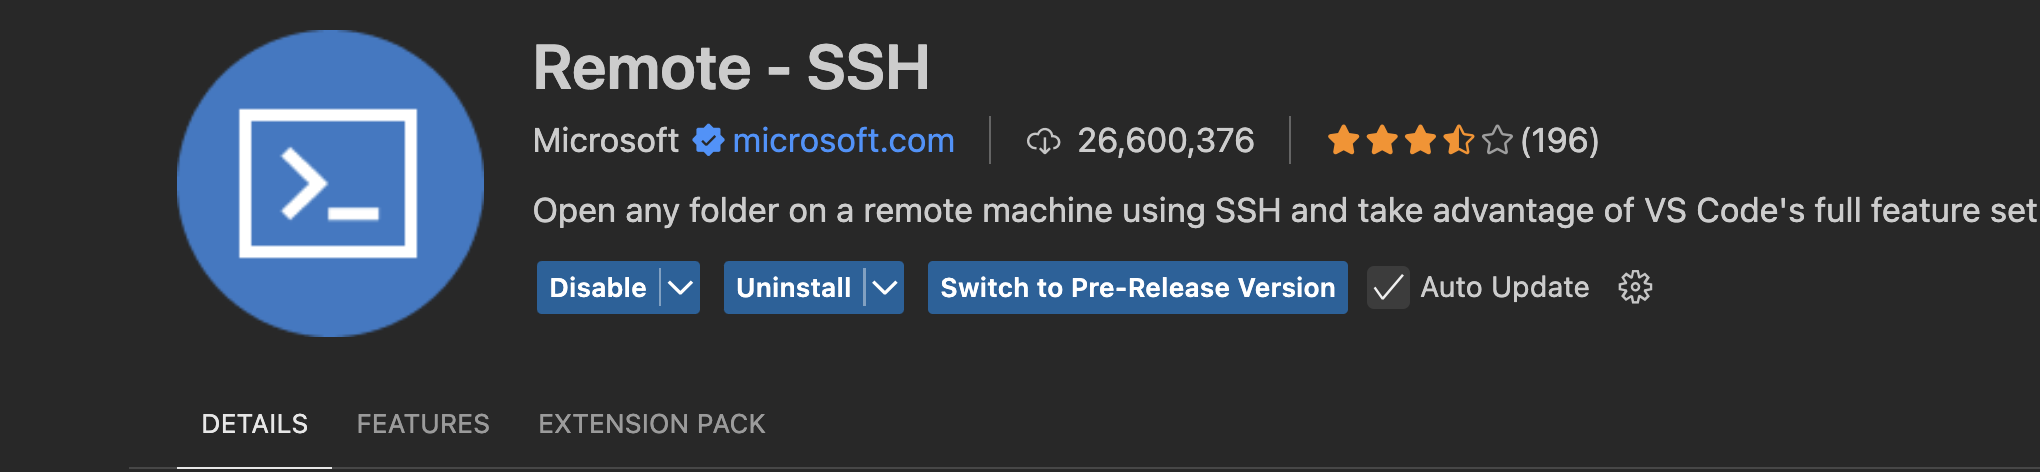 Remote - SSH
Microsoft microsoft.com 26,600,376 (196)
Open any folder on a remote machine using SSH and take advantage of VS Code's full feature set
Disable Uninstall Switch to Pre-Release Version Auto Update
DETAILS FEATURES EXTENSION PACK